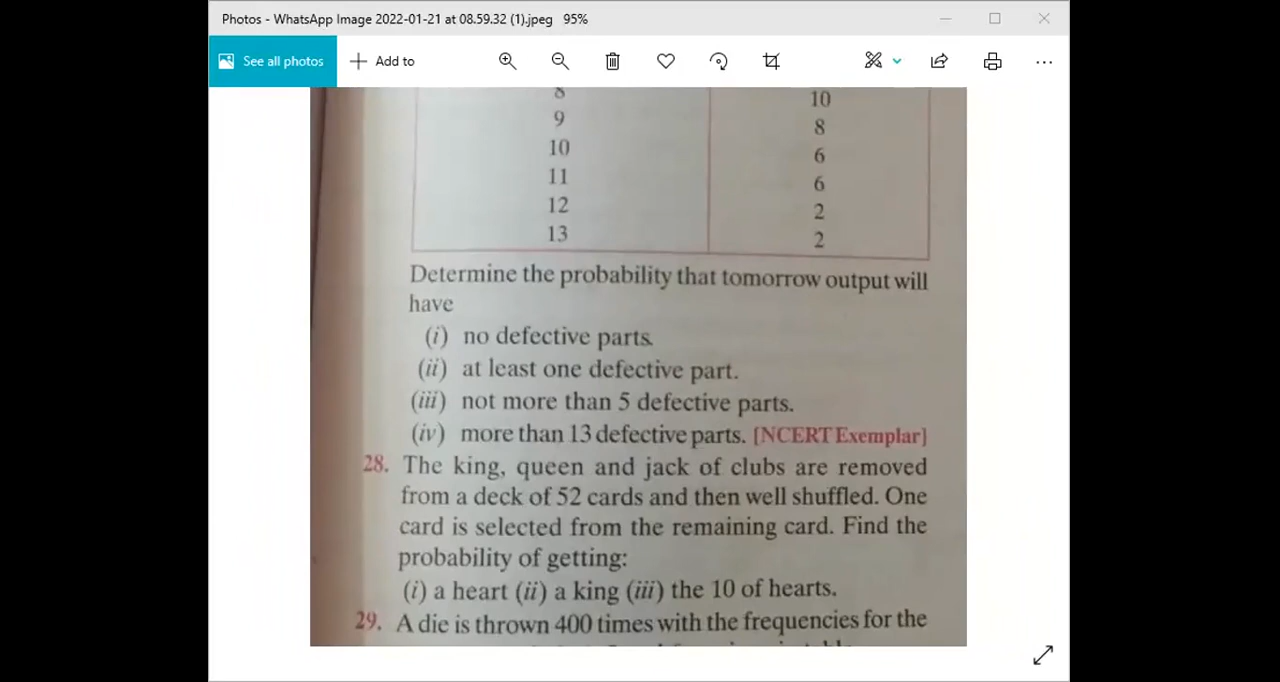 Photos - WhatsApp Image 2022-01-21 at 08.59.32 (1).jpeg 95%
See all photos Add to
8 10
9 8
10 6
11 6
12 2
13 2
Determine the probability that tomorrow output will
have
(i) no defective parts.
(ii) at least one defective part.
(iii) not more than 5 defective parts.
(iv) more than 13 defective parts. [NCERT Exemplar]
28. The king, queen and jack of clubs are removed
from a deck of 52 cards and then well shuffled. One
card is selected from the remaining card. Find the
probability of getting:
(i) a heart (ii) a king (iii) the 10 of hearts.
29. A die is thrown 400 times with the frequencies for the